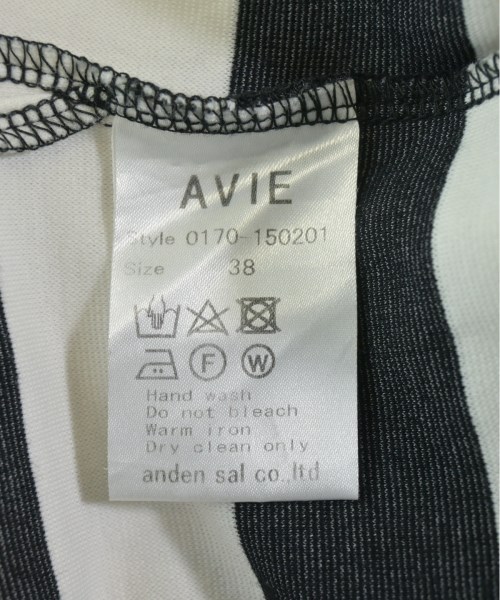 AVIE
Style 0170-150201
Size 38
F W
Hand wash
Do not bleach
Warm iron
Dry clean only
anden sal co.,ltd